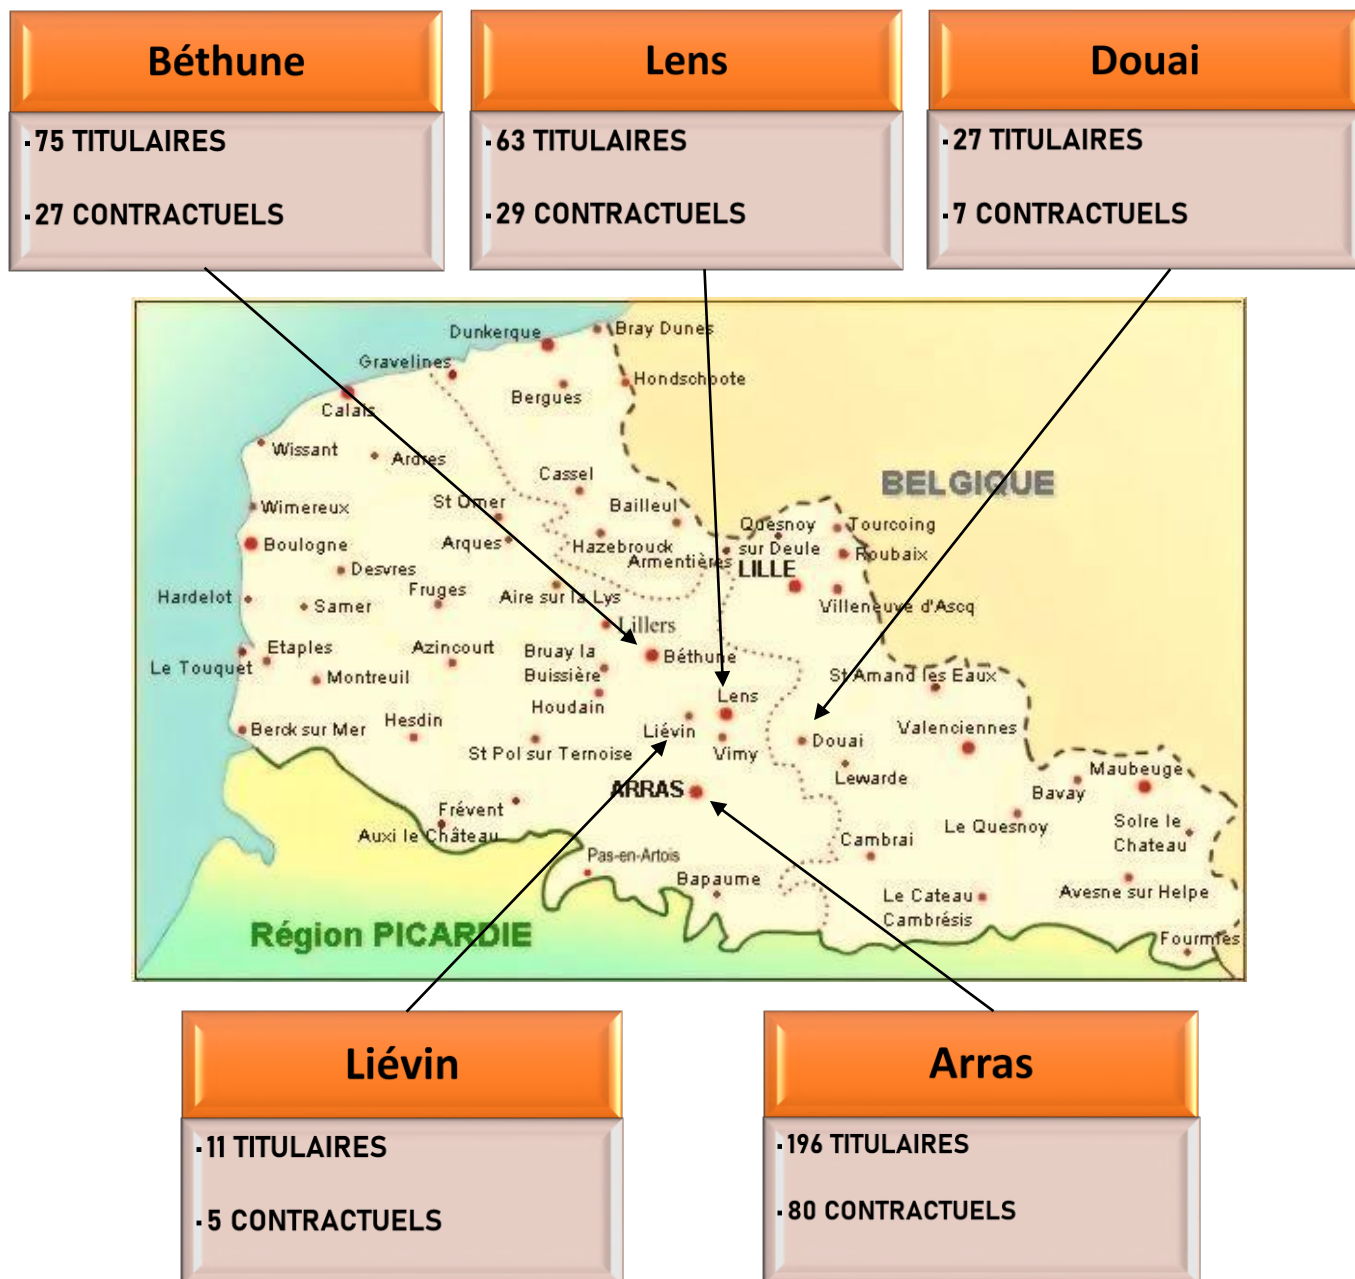 Béthune
Lens
Douai
▪75 TITULAIRES
▪27 CONTRACTUELS
▪63 TITULAIRES
▪29 CONTRACTUELS
▪27 TITULAIRES
▪7 CONTRACTUELS
Dunkerque
Bray Dunes
Gravelines
Hondschoote
Bergues
Calais
Wissant
Ardres
Cassel
BELGIQUE
Wimereux
St Omer
Bailleul
Quesnoy
sur Deule
Tourcoing
Boulogne
Arques
Hazebrouck
Armentières
LILLE
Roubaix
Desvres
Hardelot
Samer
Fruges
Aire sur la Lys
Villeneuve d'Ascq
Lillers
Etaples
Le Touquet
Azincourt
Bruay la
Buissière
Béthune
Montreuil
Houdain
Lens
St Amand les Eaux
Berck sur Mer
Hesdin
St Pol sur Ternoise
Liévin
Vimy
Douai
Valenciennes
Lewarde
Maubeuge
Bavay
ARRAS
Frévent
Auxi le Château
Le Quesnoy
Solre le
Chateau
Cambrai
Pas-en-Artois
Bapaume
Le Cateau
Cambrésis
Avesne sur Helpe
Région PICARDIE
Fourmies
Liévin
Arras
▪11 TITULAIRES
▪5 CONTRACTUELS
▪196 TITULAIRES
▪80 CONTRACTUELS